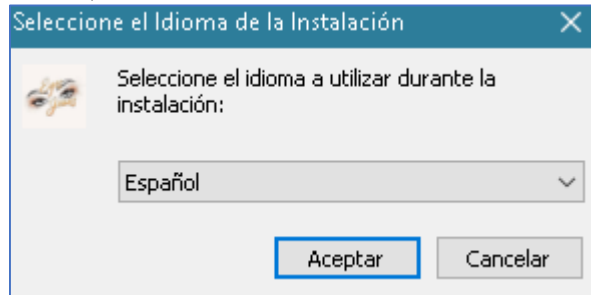 Seleccione el Idioma de la Instalación
Seleccione el idioma a utilizar durante la
instalación:
Español
Aceptar
Cancelar